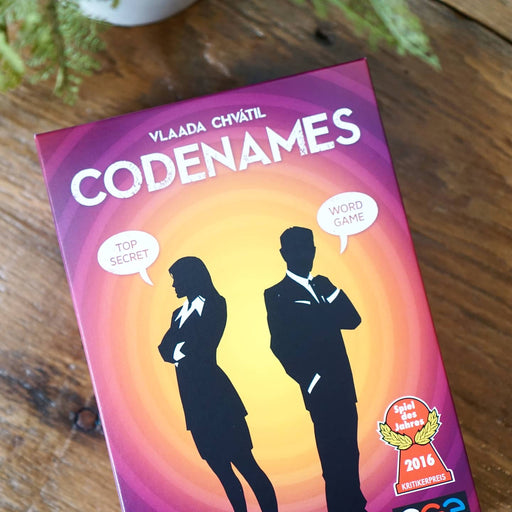 VLAADA CHVÁTIL
CODENAMES
TOP
SECRET
WORD
GAME
Spiel
des
Jahres
2016
KRITIKERPREIS